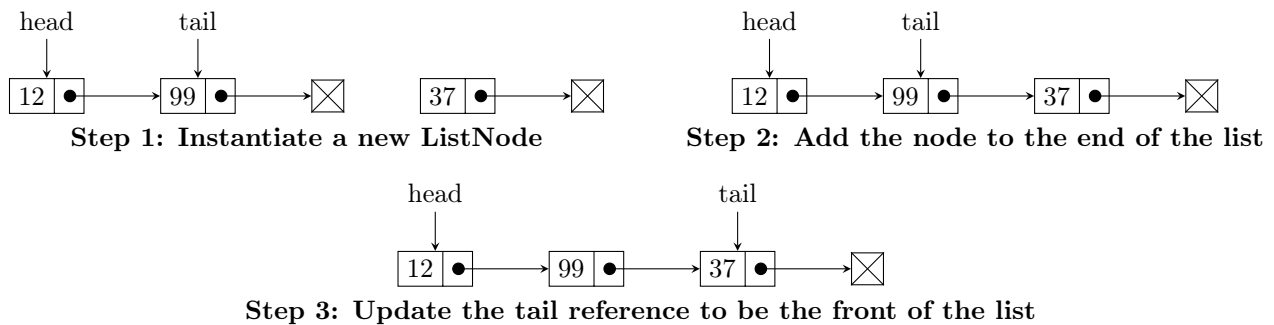 head tail head tail
12 99 37 12 99 37
Step 1: Instantiate a new ListNode
Step 2: Add the node to the end of the list
head tail
12 99 37
Step 3: Update the tail reference to be the front of the list